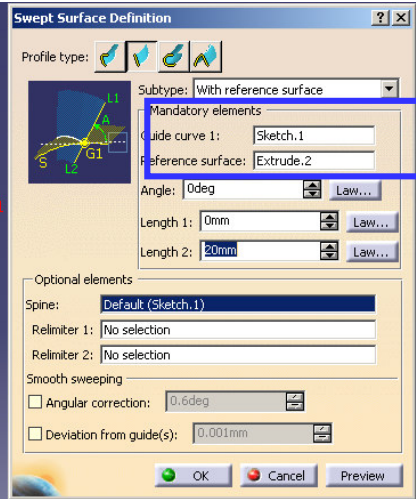 Swept Surface Definition
Profile type:
Subtype: With reference surface
Mandatory elements
Guide curve 1: Sketch.1
Reference surface: Extrude.2
Angle: 0deg Law...
Length 1: 0mm Law...
Length 2: 20mm Law...
L1
A
G1
S
L2
Optional elements
Spine: Default (Sketch.1)
Relimiter 1: No selection
Relimiter 2: No selection
Smooth sweeping
Angular correction: 0.6deg
Deviation from guide(s): 0.001mm
OK Cancel Preview